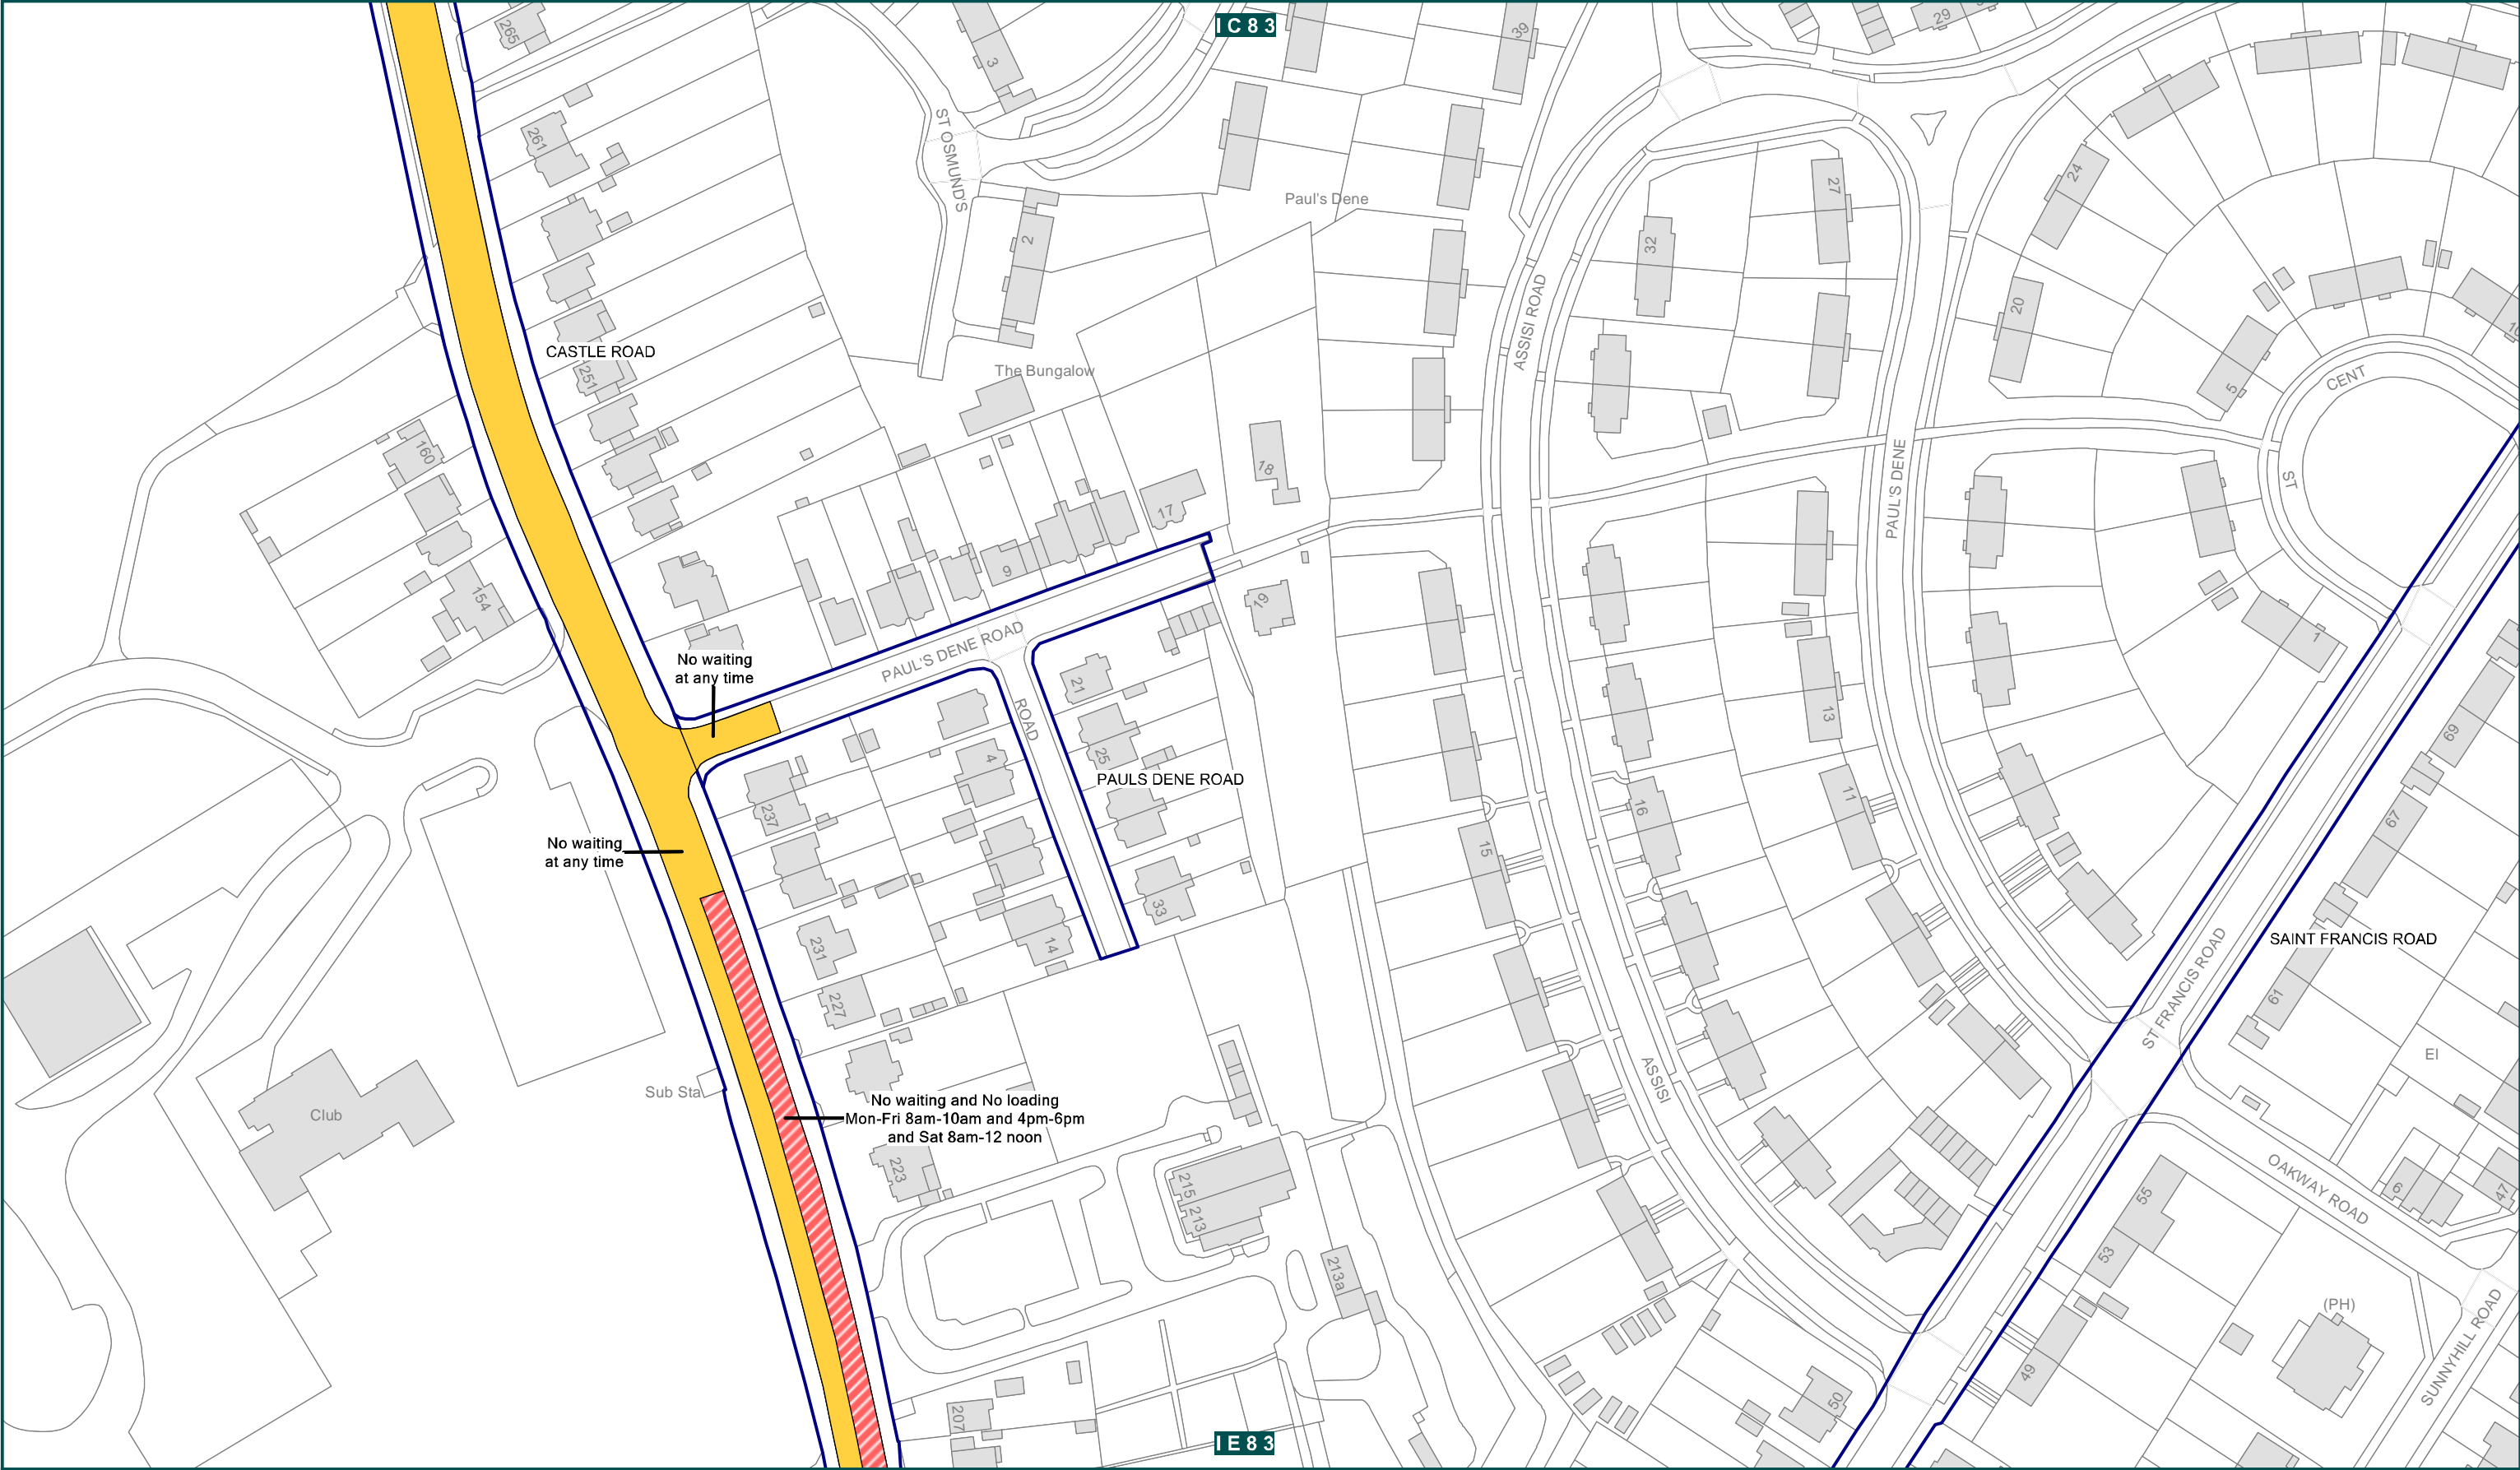 IC83
265
3
39
29
261
ST OSMUND'S
27
24
Paul's Dene
2
32
20
ASSISI ROAD
CASTLE ROAD
251
The Bungalow
5
CENT
160
18
ST
PAUL'S DENE
17
9
154
19
1
PAUL'S DENE ROAD
No waiting
at any time
21
ROAD
13
69
4
25
PAULS DENE ROAD
237
11
16
67
No waiting
at any time
15
33
231
14
SAINT FRANCIS ROAD
ST FRANCIS ROAD
227
61
El
Sub Sta
ASSISI
Club
No waiting and No loading
Mon-Fri 8am-10am and 4pm-6pm
and Sat 8am-12 noon
223
215
213
OAKWAY ROAD
55
6
47
53
213a
(PH)
SUNNYHILL ROAD
49
50
207
IE83